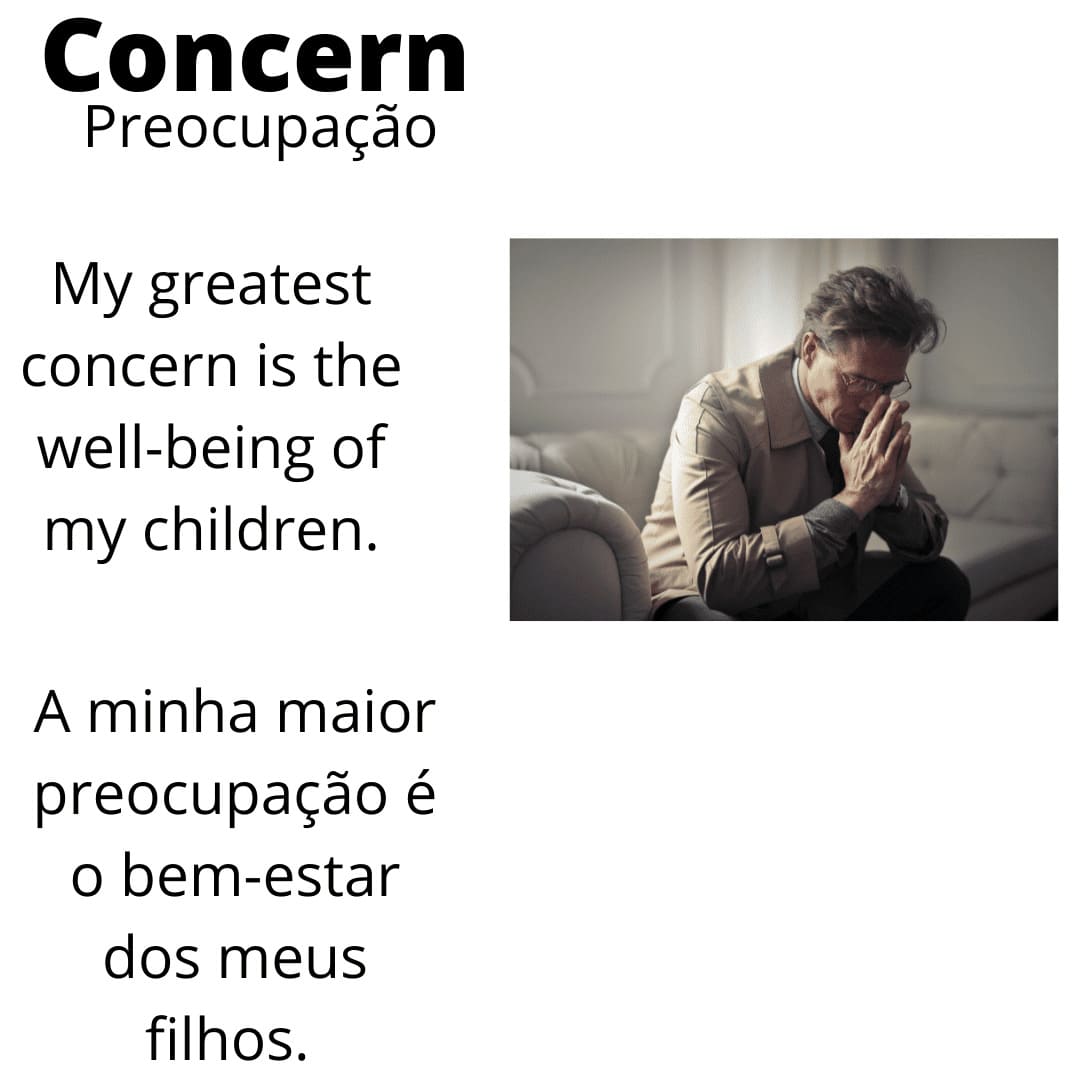 Concern
Preocupação
My greatest
concern is the
well-being of
my children.
A minha maior
preocupação é
o bem-estar
dos meus
filhos.